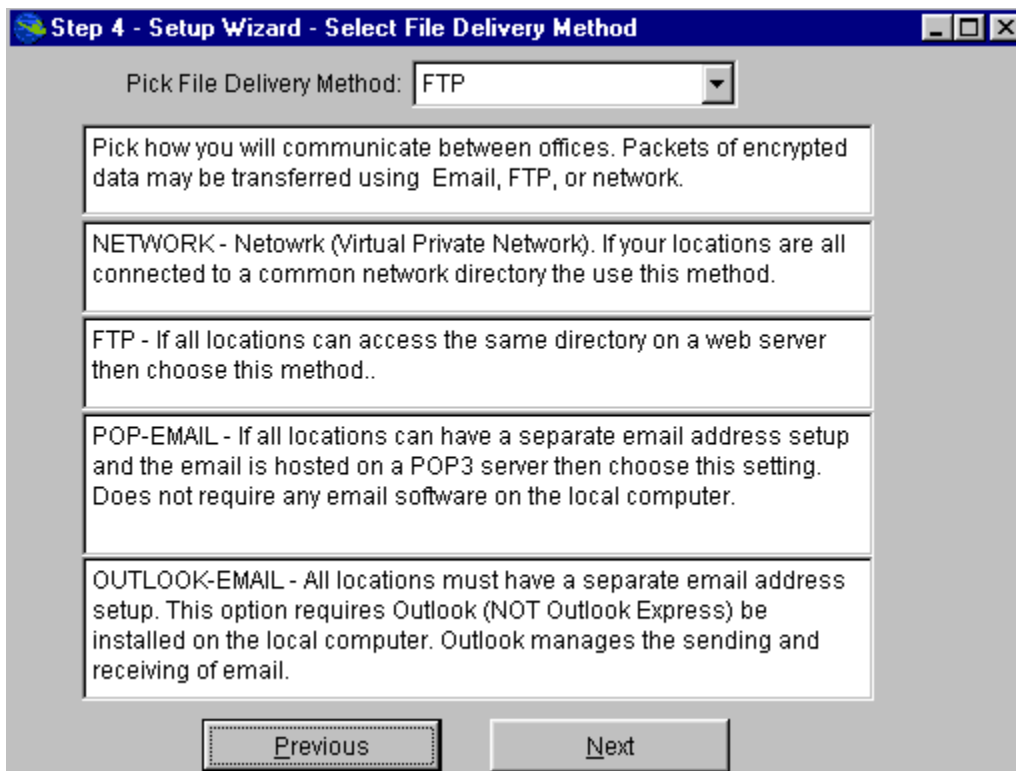 Step 4 - Setup Wizard - Select File Delivery Method
Pick File Delivery Method: FTP
Pick how you will communicate between offices. Packets of encrypted
data may be transferred using  Email, FTP, or network.
NETWORK - Netowrk (Virtual Private Network). If your locations are all
connected to a common network directory the use this method.
FTP - If all locations can access the same directory on a web server
then choose this method..
POP-EMAIL - If all locations can have a separate email address setup
and the email is hosted on a POP3 server then choose this setting.
Does not require any email software on the local computer.
OUTLOOK-EMAIL - All locations must have a separate email address
setup. This option requires Outlook (NOT Outlook Express) be
installed on the local computer. Outlook manages the sending and
receiving of email.
Previous Next